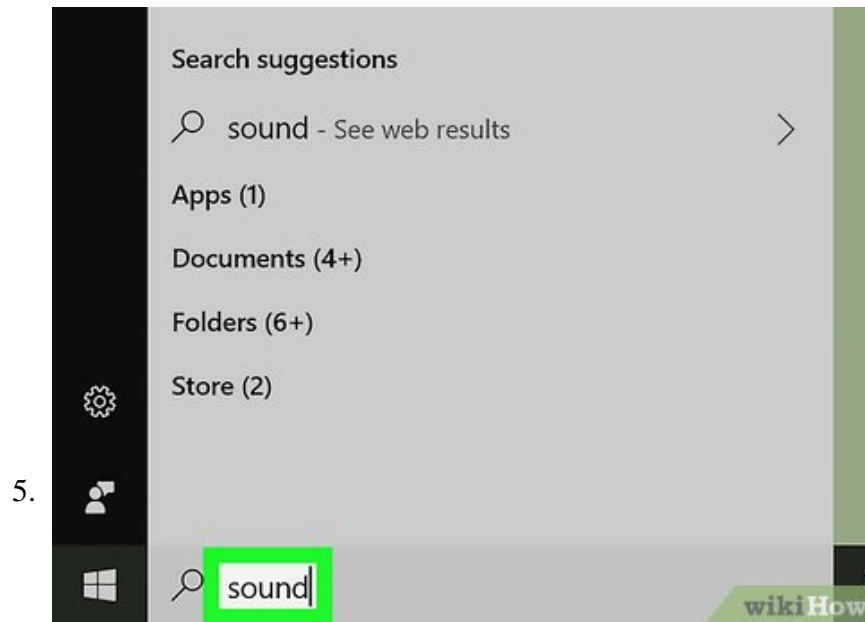 Search suggestions
sound - See web results
Apps (1)
Documents (4+)
Folders (6+)
Store (2)
5.
sound
wikiHow